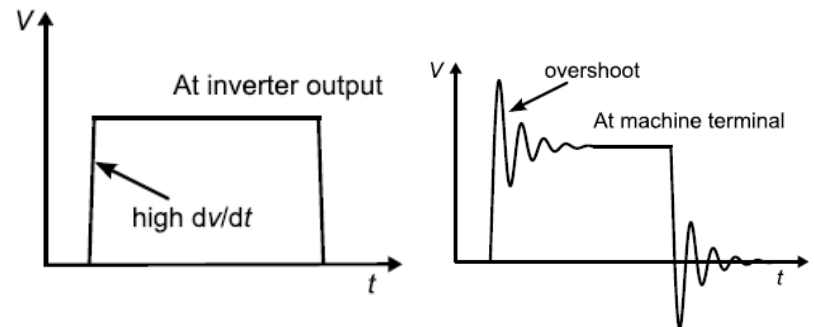 V
At inverter output
high dv/dt
t
V
overshoot
At machine terminal
t